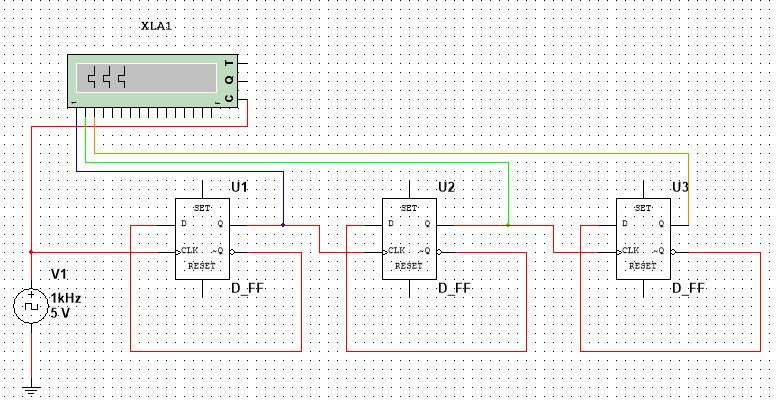 XLA1
T
Q
C
1
F
U1
SET
D Q
CLK ~Q
RESET
D_FF
U2
SET
D Q
CLK ~Q
RESET
D_FF
U3
SET
D Q
CLK ~Q
RESET
D_FF
V1
1kHz
5 V